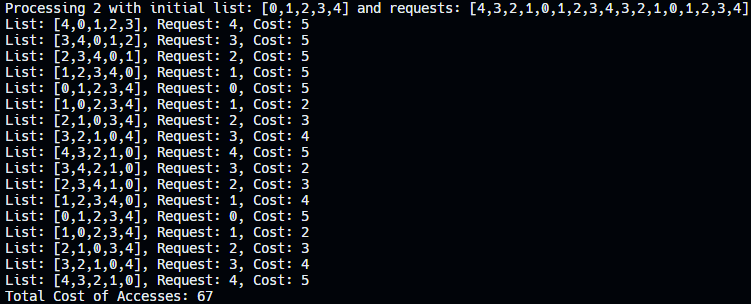 Processing 2 with initial list: [0,1,2,3,4] and requests: [4,3,2,1,0,1,2,3,4,3,2,1,0,1,2,3,4]
List: [4,0,1,2,3], Request: 4, Cost: 5
List: [3,4,0,1,2], Request: 3, Cost: 5
List: [2,3,4,0,1], Request: 2, Cost: 5
List: [1,2,3,4,0], Request: 1, Cost: 5
List: [0,1,2,3,4], Request: 0, Cost: 5
List: [1,0,2,3,4], Request: 1, Cost: 2
List: [2,1,0,3,4], Request: 2, Cost: 3
List: [3,2,1,0,4], Request: 3, Cost: 4
List: [4,3,2,1,0], Request: 4, Cost: 5
List: [3,4,2,1,0], Request: 3, Cost: 2
List: [2,3,4,1,0], Request: 2, Cost: 3
List: [1,2,3,4,0], Request: 1, Cost: 4
List: [0,1,2,3,4], Request: 0, Cost: 5
List: [1,0,2,3,4], Request: 1, Cost: 2
List: [2,1,0,3,4], Request: 2, Cost: 3
List: [3,2,1,0,4], Request: 3, Cost: 4
List: [4,3,2,1,0], Request: 4, Cost: 5
Total Cost of Accesses: 67